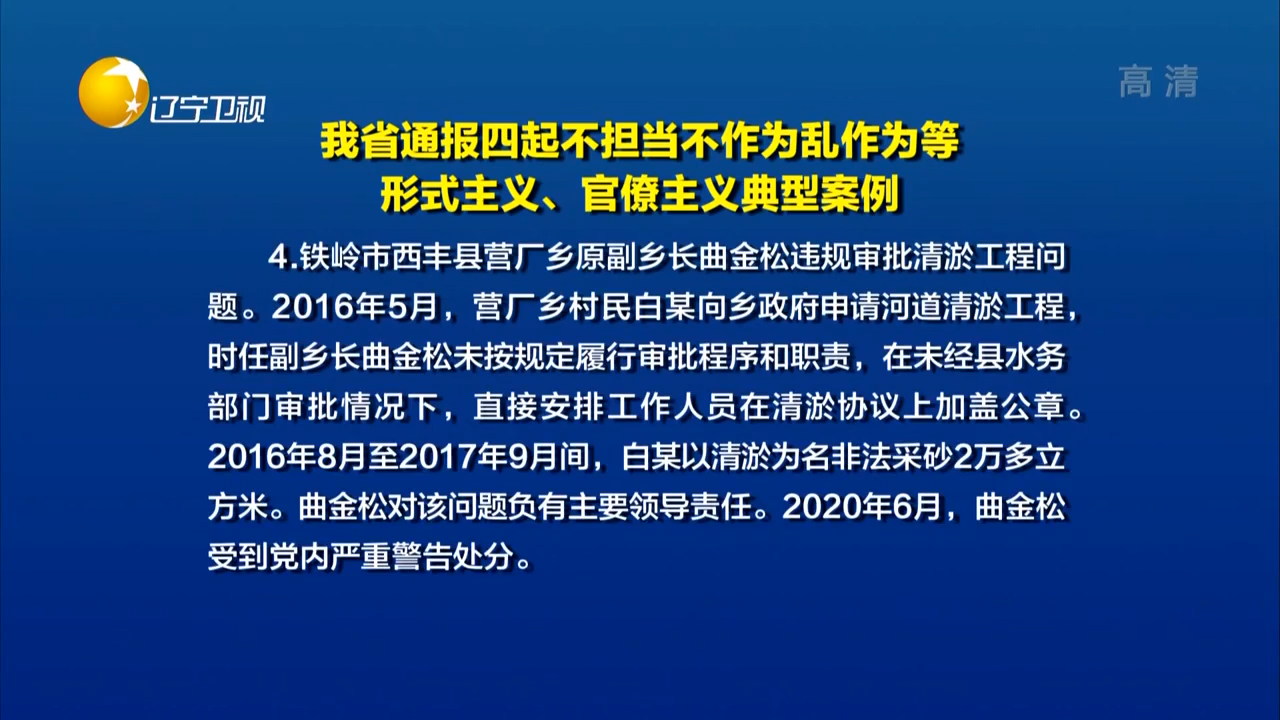 辽宁卫视
高清
我省通报四起不担当不作为乱作为等
形式主义、官僚主义典型案例
4.铁岭市西丰县营厂乡原副乡长曲金松违规审批清淤工程问
题。2016年5月，营厂乡村民白某向乡政府申请河道清淤工程，
时任副乡长曲金松未按规定履行审批程序和职责，在未经县水务
部门审批情况下，直接安排工作人员在清淤协议上加盖公章。
2016年8月至2017年9月间，白某以清淤为名非法采砂2万多立
方米。曲金松对该问题负有主要领导责任。2020年6月，曲金松
受到党内严重警告处分。